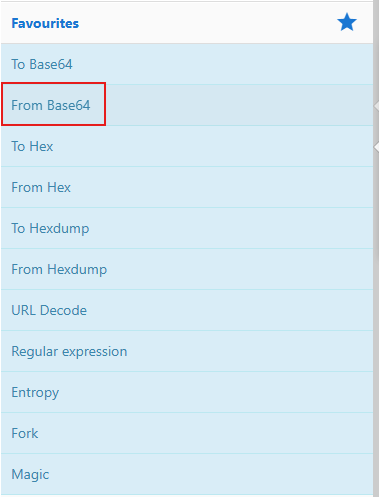 Favourites
To Base64
From Base64
To Hex
From Hex
To Hexdump
From Hexdump
URL Decode
Regular expression
Entropy
Fork
Magic